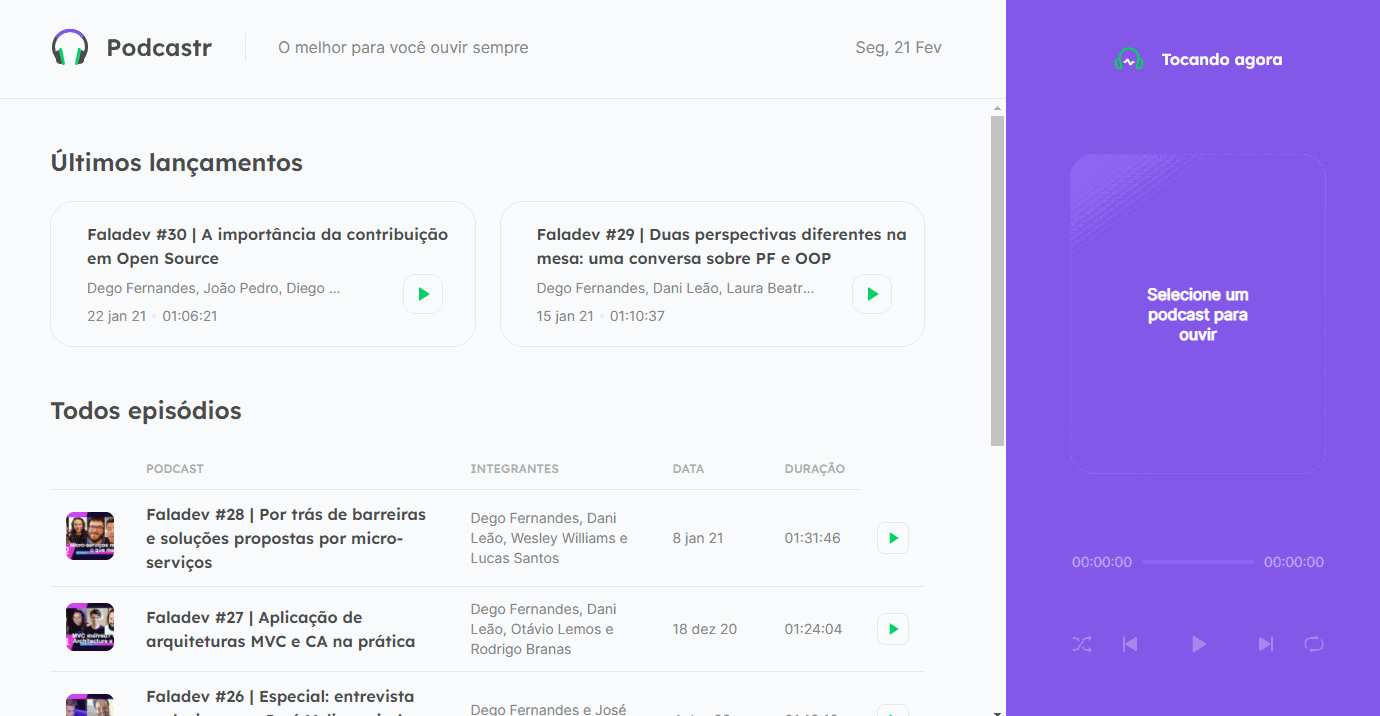 Podcastr
O melhor para você ouvir sempre
Seg, 21 Fev
Últimos lançamentos
Faladev #30 | A importância da contribuição
em Open Source
Dego Fernandes, João Pedro, Diego ...
22 jan 21 • 01:06:21
Faladev #29 | Duas perspectivas diferentes na
mesa: uma conversa sobre PF e OOP
Dego Fernandes, Dani Leão, Laura Beatr...
15 jan 21 • 01:10:37
Todos episódios
PODCAST INTEGRANTES DATA DURAÇÃO
Faladev #28 | Por trás de barreiras
e soluções propostas por micro-
serviços
Dego Fernandes, Dani
Leão, Wesley Williams e
Lucas Santos
8 jan 21
01:31:46
Faladev #27 | Aplicação de
arquiteturas MVC e CA na prática
Dego Fernandes, Dani
Leão, Otávio Lemos e
Rodrigo Branas
18 dez 20
01:24:04
Faladev #26 | Especial: entrevista
Dego Fernandes e José
Tocando agora
Selecione um
podcast para
ouvir
00:00:00
00:00:00